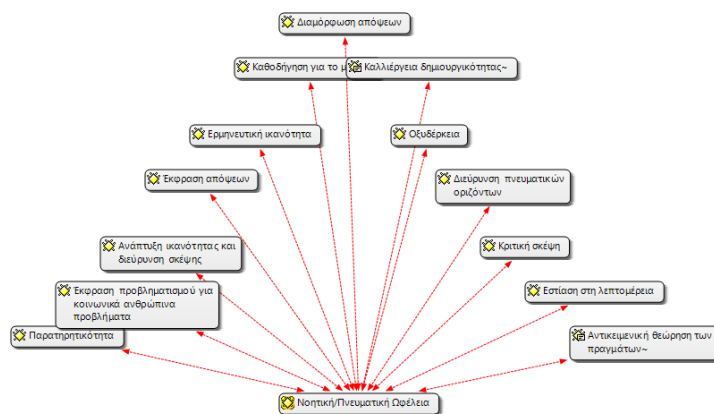 Διαμόρφωση απόψεων
Καθοδήγηση για το
Καλλιέργεια δημιουργικότητας~
Ερμηνευτική ικανότητα
Οξυδέρκεια
Έκφραση απόψεων
Διεύρυνση πνευματικών
οριζόντων
Ανάπτυξη ικανότητας και
διεύρυνση σκέψης
Κριτική σκέψη
Έκφραση προβληματισμού για
κοινωνικά ανθρώπινα
προβλήματα
Εστίαση στη λεπτομέρεια
Παρατηρητικότητα
Αντικειμενική θεώρηση των
πραγμάτων~
Νοητική/Πνευματική Ωφέλεια